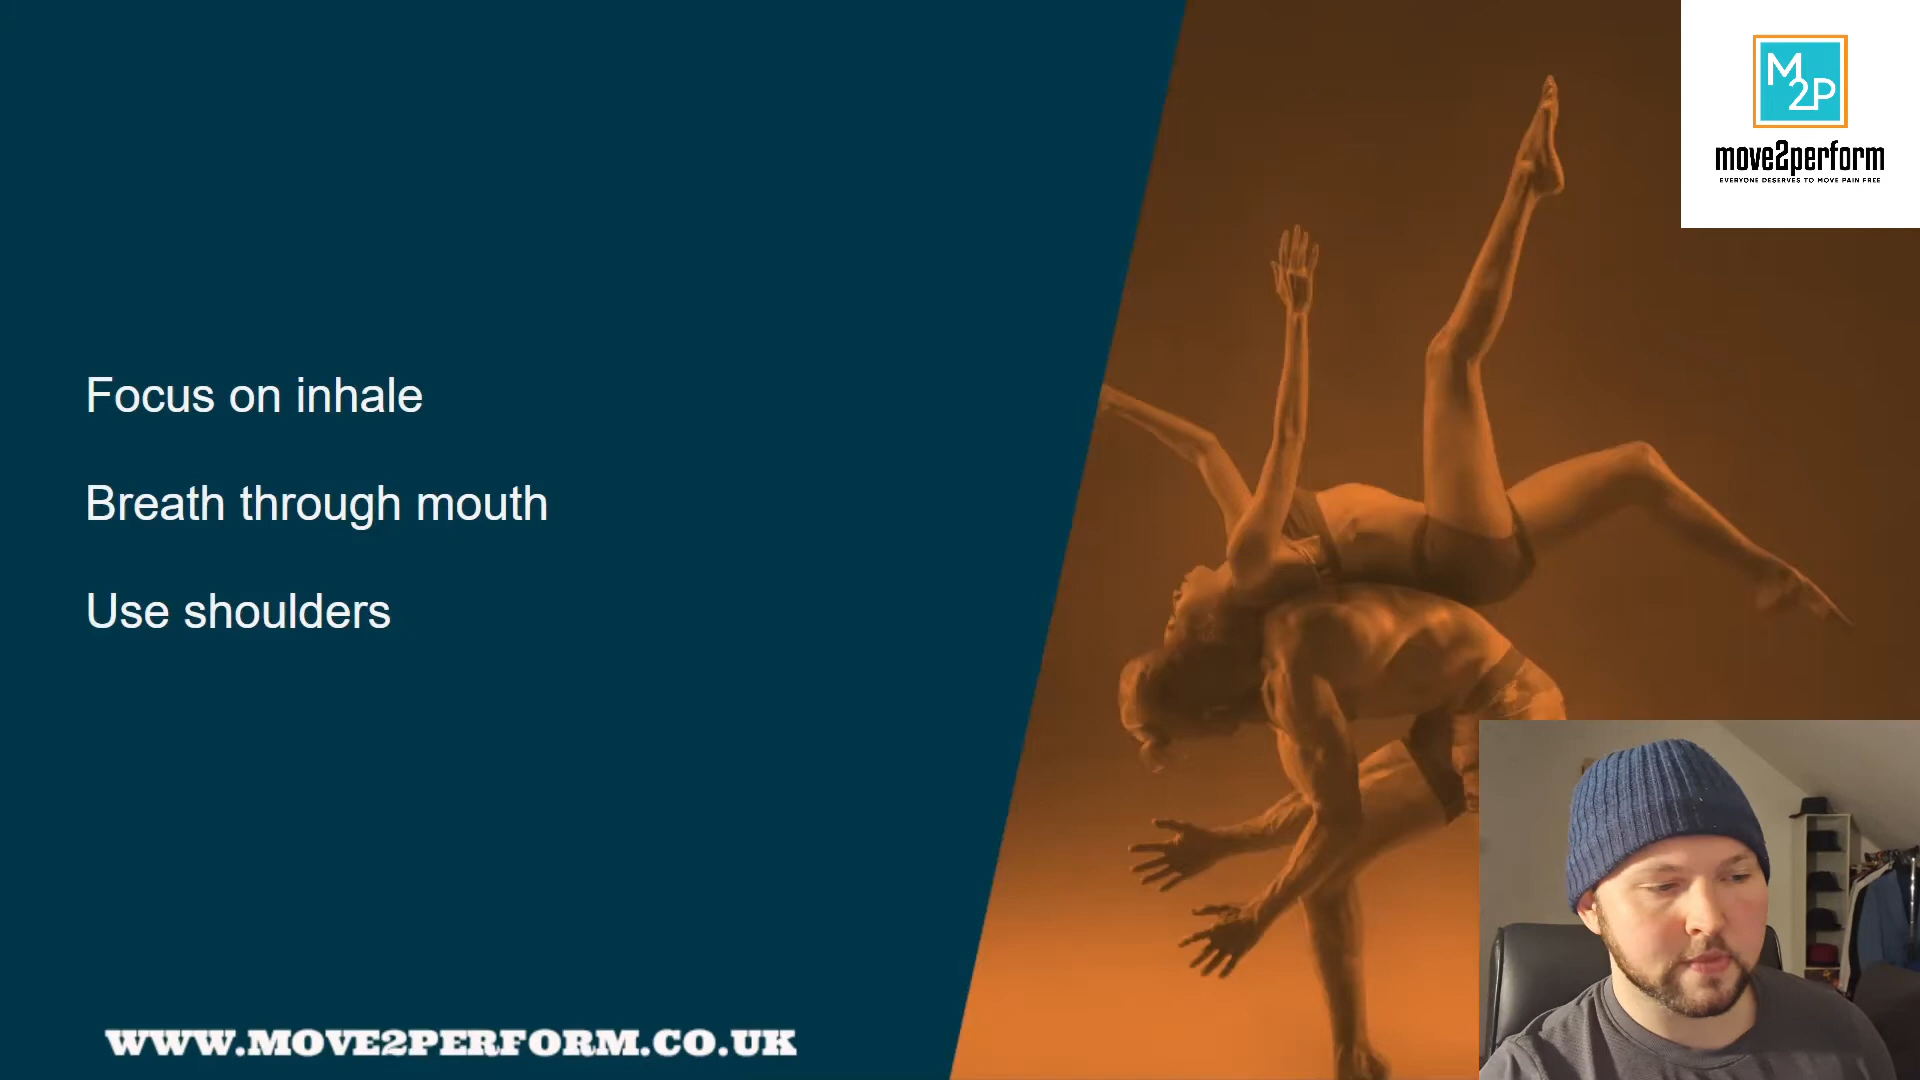 M2P
move2perform
EVERYONE DESERVES TO MOVE PAIN FREE
Focus on inhale
Breath through mouth
Use shoulders
WWW.MOVE2PERFORM.CO.UK